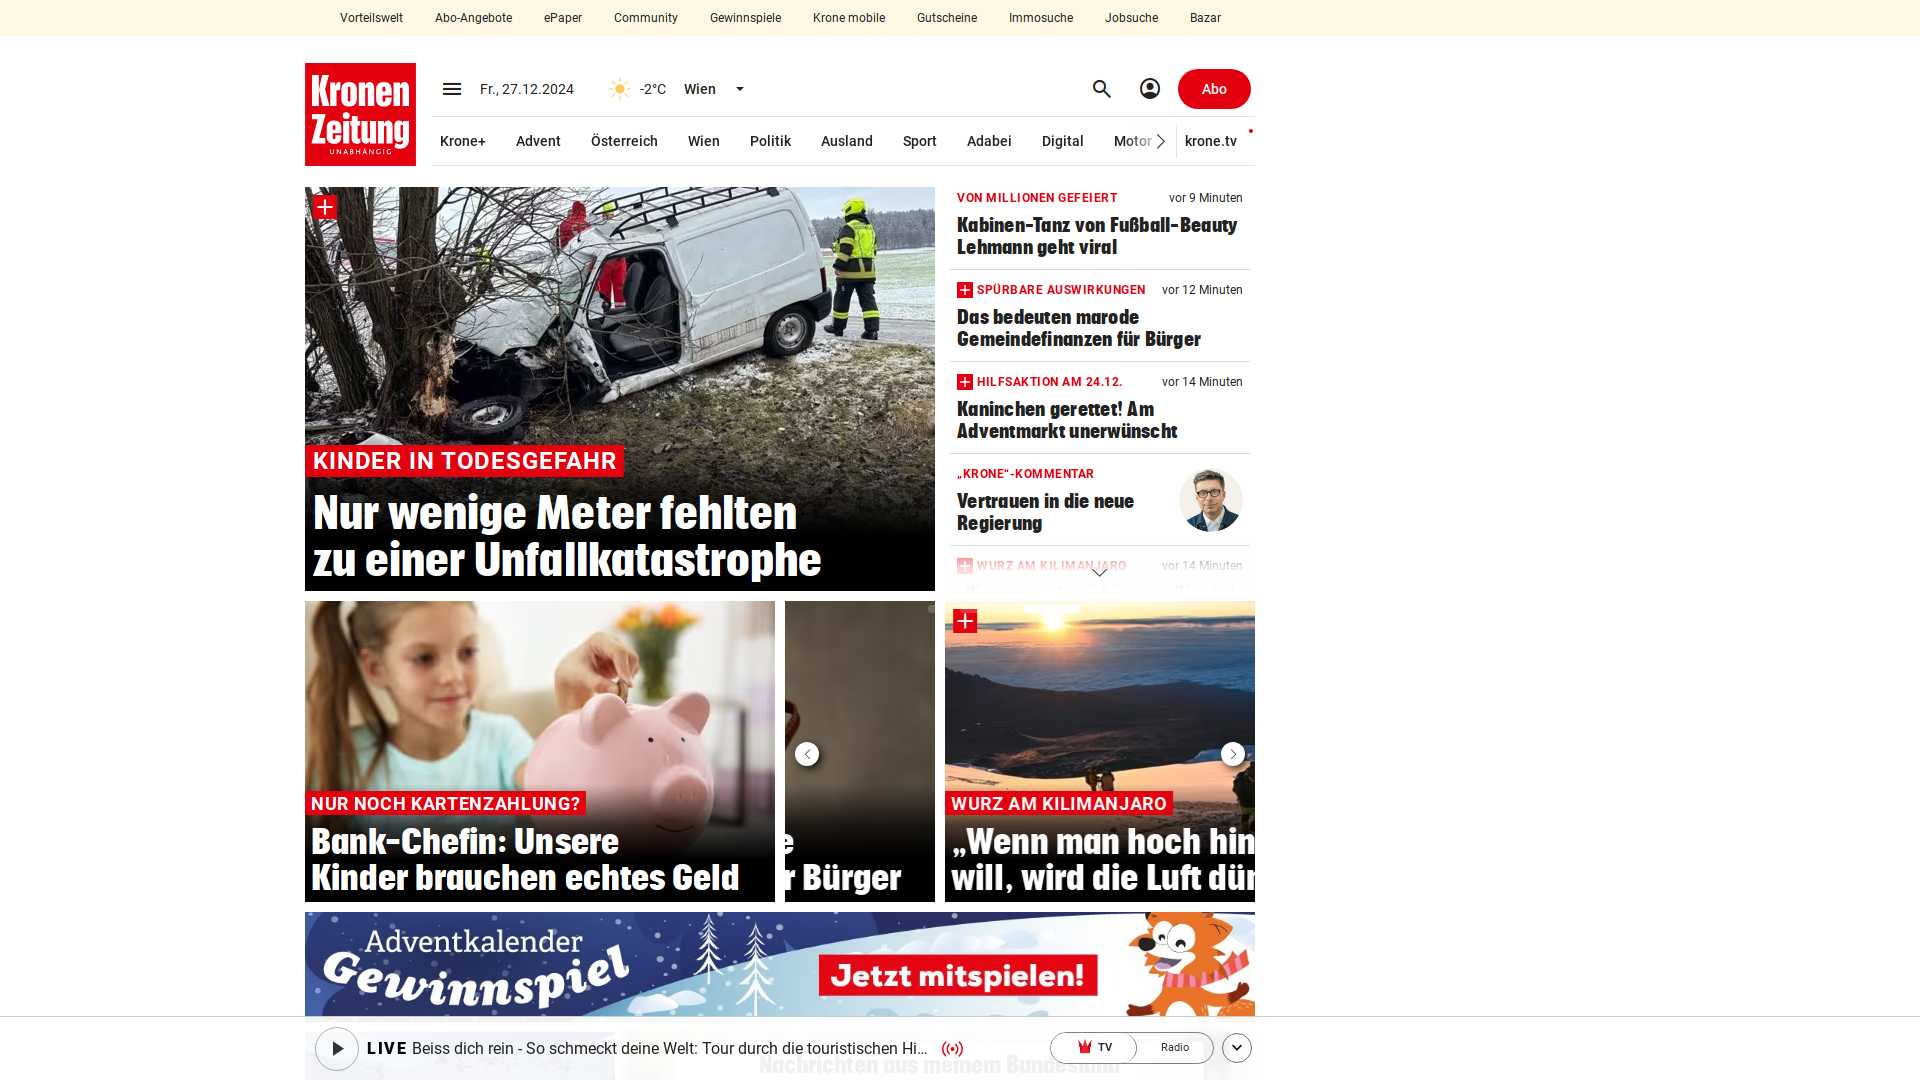 Vorteilswelt Abo-Angebote ePaper Community Gewinnspiele Krone mobile Gutscheine Immosuche Jobsuche Bazar
Kronen
Zeitung
UNABHÄNGIG
Fr., 27.12.2024 -2°C Wien Abo
Krone+ Advent Österreich Wien Politik Ausland Sport Adabei Digital Motor krone.tv
KINDER IN TODESGEFAHR
Nur wenige Meter fehlten
zu einer Unfallkatastrophe
VON MILLIONEN GEFEIERT vor 9 Minuten
Kabinen-Tanz von Fußball-Beauty
Lehmann geht viral
SPÜRBARE AUSWIRKUNGEN vor 12 Minuten
Das bedeuten marode
Gemeindefinanzen für Bürger
HILFSAKTION AM 24.12. vor 14 Minuten
Kaninchen gerettet! Am
Adventmarkt unerwünscht
„KRONE“-KOMMENTAR
Vertrauen in die neue
Regierung
WURZ AM KILIMANJARO vor 14 Minuten
NUR NOCH KARTENZAHLUNG?
Bank-Chefin: Unsere
Kinder brauchen echtes Geld
e
r Bürger
WURZ AM KILIMANJARO
„Wenn man hoch hin
will, wird die Luft dün
Adventkalender
Gewinnspiel
Jetzt mitspielen!
LIVE Beiss dich rein - So schmeckt deine Welt: Tour durch die touristischen Hi... TV Radio
Nachrichten aus meinem Bundesland